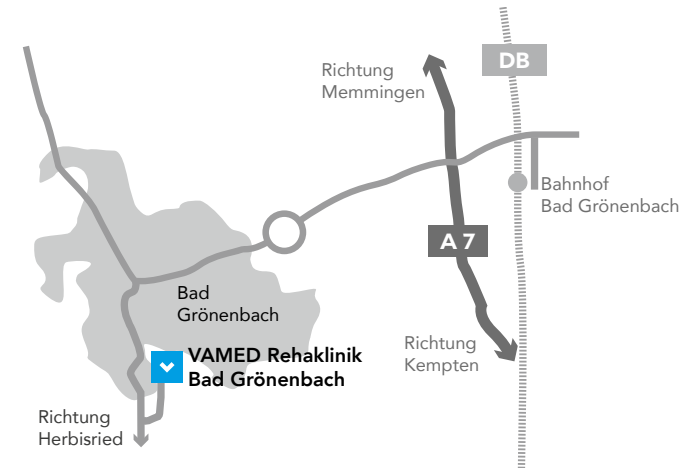 DB
Richtung
Memmingen
Bahnhof
Bad Grönenbach
A 7
Bad
Grönenbach
Richtung
Kempten
VAMED Rehaklinik
Bad Grönenbach
Richtung
Herbisried